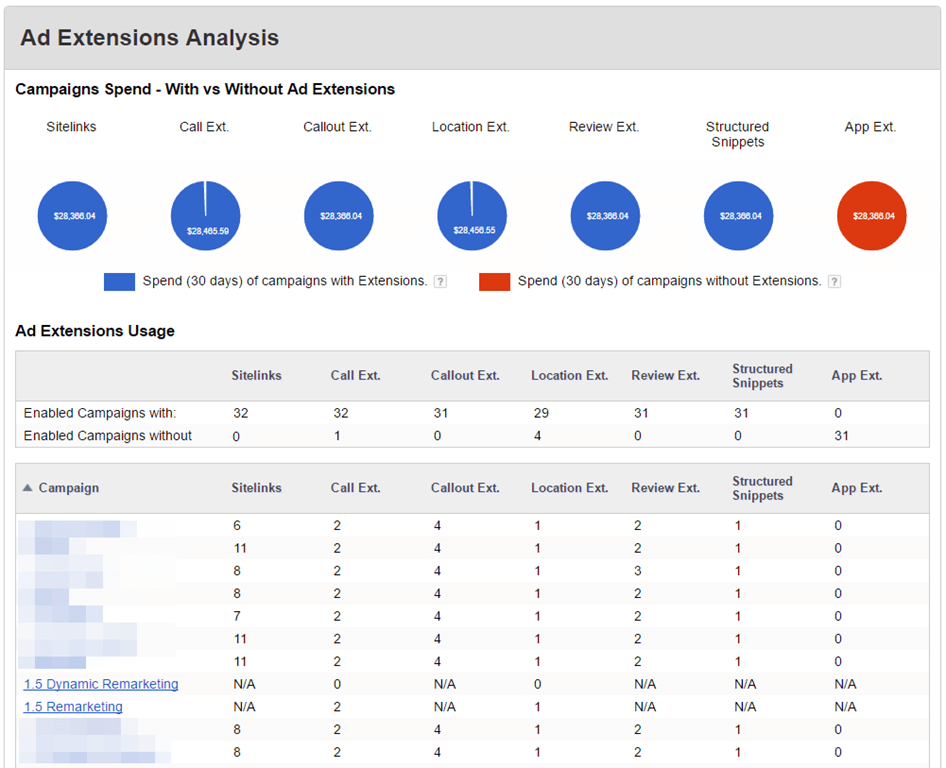 Ad Extensions Analysis
Campaigns Spend - With vs Without Ad Extensions
Sitelinks Call Ext. Callout Ext. Location Ext. Review Ext. Structured Snippets App Ext.
$28,366.04 $28,465.59 $28,366.04 $28,456.55 $28,366.04 $28,366.04 $28,366.04
Spend (30 days) of campaigns with Extensions. ? Spend (30 days) of campaigns without Extensions. ?
Ad Extensions Usage
Sitelinks Call Ext. Callout Ext. Location Ext. Review Ext. Structured Snippets App Ext.
Enabled Campaigns with: 32 32 31 29 31 31 0
Enabled Campaigns without 0 1 0 4 0 0 31
Campaign Sitelinks Call Ext. Callout Ext. Location Ext. Review Ext. Structured Snippets App Ext.
6 2 4 1 2 1 0
11 2 4 1 2 1 0
8 2 4 1 3 1 0
8 2 4 1 2 1 0
7 2 4 1 2 1 0
11 2 4 1 2 1 0
11 2 4 1 2 1 0
1.5 Dynamic Remarketing N/A 0 N/A 0 N/A N/A N/A
1.5 Remarketing N/A 2 N/A 1 N/A N/A N/A
8 2 4 1 2 1 0
8 2 4 1 2 1 0